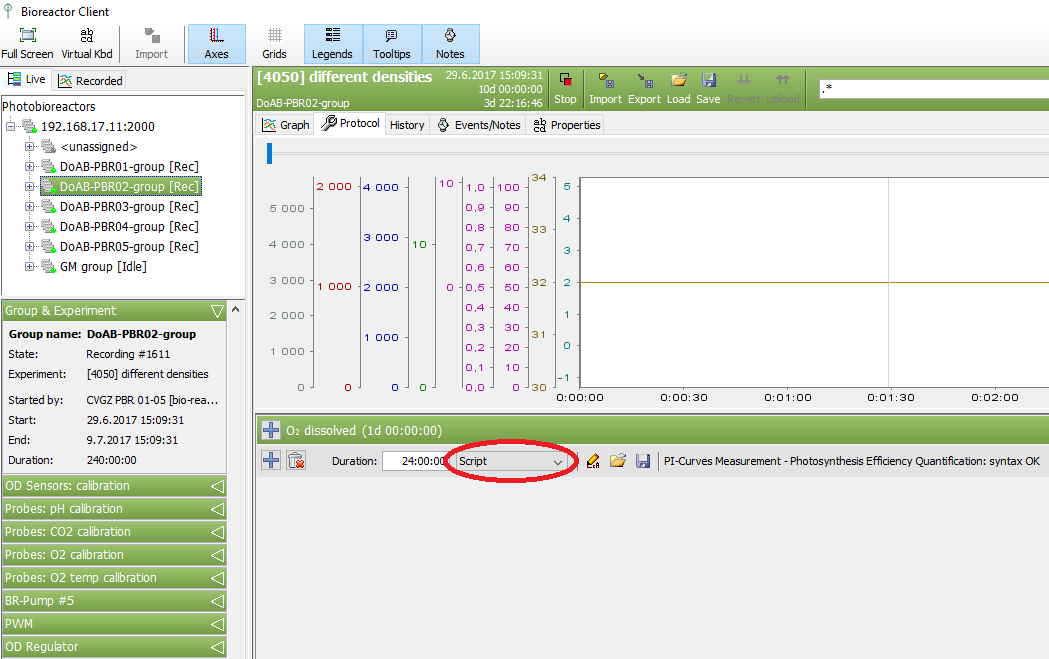 Bioreactor Client
Full Screen Virtual Kbd Import Axes Grids Legends Tooltips Notes
Live Recorded
Photobioreactors
192.168.17.11:2000
<unassigned>
DoAB-PBR01-group [Rec]
DoAB-PBR02-group [Rec]
DoAB-PBR03-group [Rec]
DoAB-PBR04-group [Rec]
DoAB-PBR05-group [Rec]
GM group [Idle]
Group & Experiment
Group name: DoAB-PBR02-group
State: Recording #1611
Experiment: [4050] different densities
Started by: CVGZ PBR 01-05 [bio-rea...
Start: 29.6.2017 15:09:31
End: 9.7.2017 15:09:31
Duration: 240:00:00
OD Sensors: calibration
Probes: pH calibration
Probes: CO2 calibration
Probes: O2 calibration
Probes: O2 temp calibration
BR-Pump #5
PWM
OD Regulator
[4050] different densities 29.6.2017 15:09:31
10d 00:00:00
DoAB-PBR02-group 3d 22:16:46
Stop Import Export Load Save Revert Upload
.*
Graph Protocol History Events/Notes Properties
2 000 4 000 10 1,0 100 34 5
5 000 0,9 90 4
4 000 3 000 10 0,8 80 33 3
0,7 70
3 000 1 000 2 000 0 0,6 60 32 2
0,5 50
2 000 0,4 40 1
1 000 1 000 0,3 30 31 0
0,2 20
0,1 10 -1
0 0 0 0 0,0 0 30
0:00:00 0:00:30 0:01:00 0:01:30 0:02:00
O₂ dissolved (1d 00:00:00)
Duration: 24:00:00 Script PI-Curves Measurement - Photosynthesis Efficiency Quantification: syntax OK